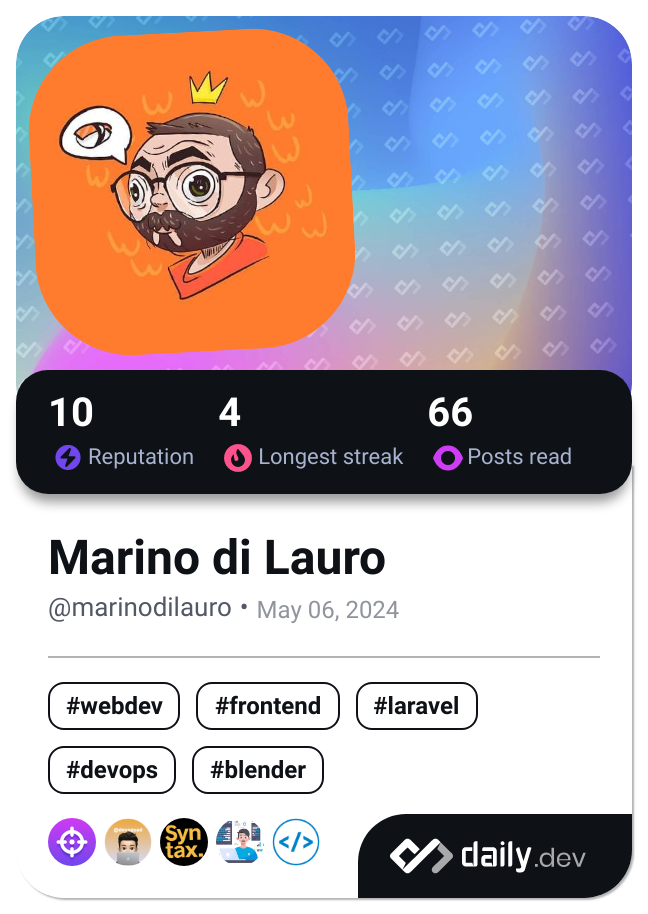 10 4 66
Reputation Longest streak Posts read
Marino di Lauro
@marinodilauro • May 06, 2024
#webdev #frontend #laravel
#devops #blender
Syn
tax.
</>
daily.dev